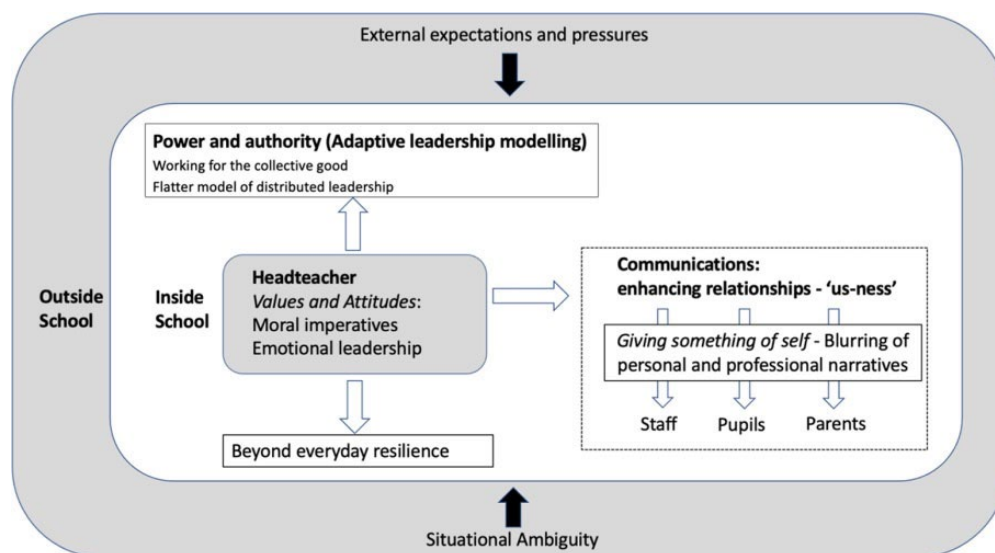 External expectations and pressures
Power and authority (Adaptive leadership modelling)
Working for the collective good
Flatter model of distributed leadership
Outside
School
Inside
School
Headteacher
Values and Attitudes:
Moral imperatives
Emotional leadership
Communications:
enhancing relationships - ‘us-ness’
Giving something of self - Blurring of
personal and professional narratives
Staff
Pupils
Parents
Beyond everyday resilience
Situational Ambiguity